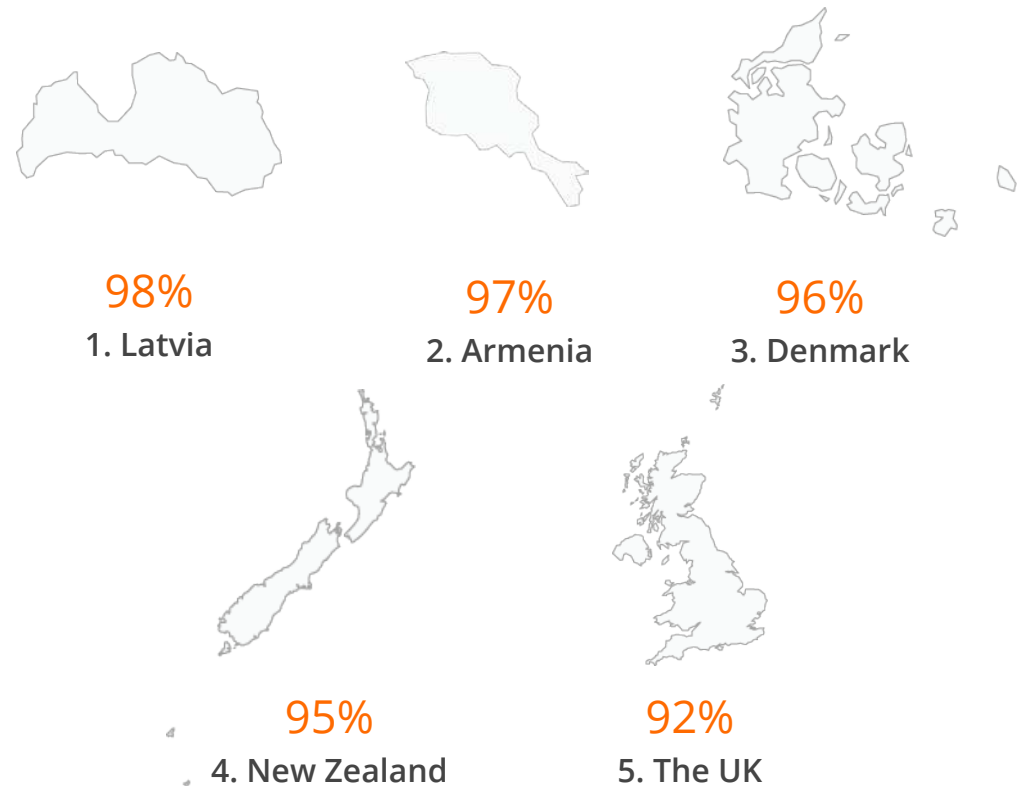 98%
1. Latvia
97%
2. Armenia
96%
3. Denmark
95%
4. New Zealand
92%
5. The UK